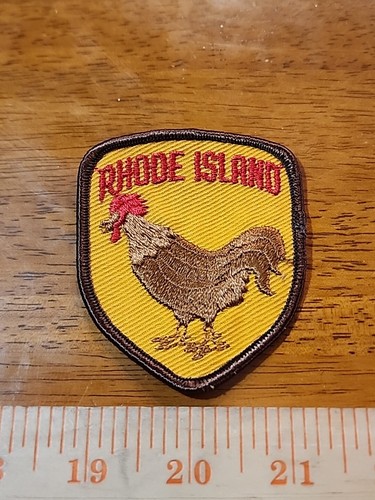 RHODE ISLAND
19 20 21